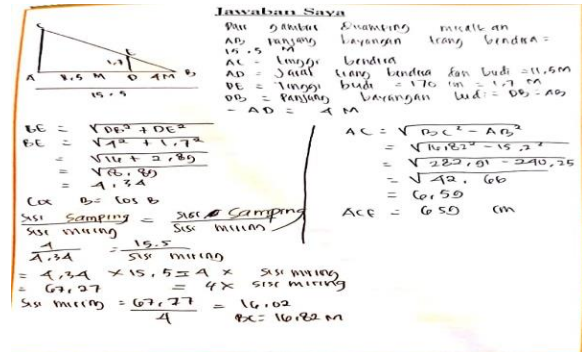 Jawaban Saya
Dari gambar disamping misalkan
AB panjang bayangan tiang bendera =
15.5 M
AC = tinggi bendera
AD = Jarak tiang bendera dan budi = 11,5M
DE = Tinggi budi = 170 cm = 1,7 M
DB = Panjang bayangan budi = DB = AB
- AD = 4 M
C
E
1,7
A 8,5 M D 4M B
15,5
BE = √DB² + DE²
BE = √4² + 1,7²
= √16 + 2,89
= √18,89
= 4,34
Cos B = Cos B
Sisi Samping = Sisi Samping
Sisi miring Sisi miring
4 = 15.5
4,34 Sisi miring
= 4,34 × 15,5 = 4 × Sisi miring
= 67,27 = 4× sisi miring
Sisi miring = 67,27 = 16,82
4 BC = 16,82 M
AC = √BC² - AB²
= √16,82² - 15,5²
= √282,91 - 240,25
= √42,66
= 6,59
ACE = 659 cm